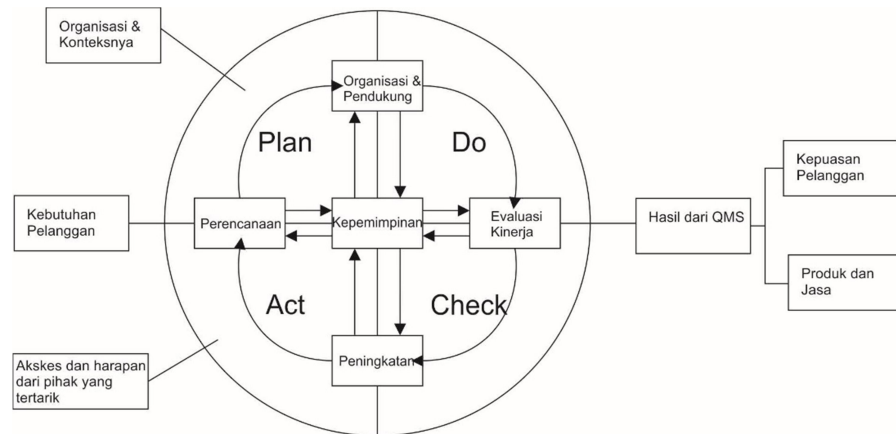 Organisasi &
Konteksnya
Organisasi &
Pendukung
Plan
Do
Kebutuhan
Pelanggan
Perencanaan
Kepemimpinan
Evaluasi
Kinerja
Hasil dari QMS
Kepuasan
Pelanggan
Produk dan
Jasa
Act
Check
Peningkatan
Akskes dan harapan
dari pihak yang
tertarik